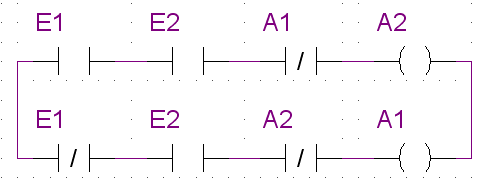 E1 E2 A1 A2
/
E1 E2 A2 A1
/ /